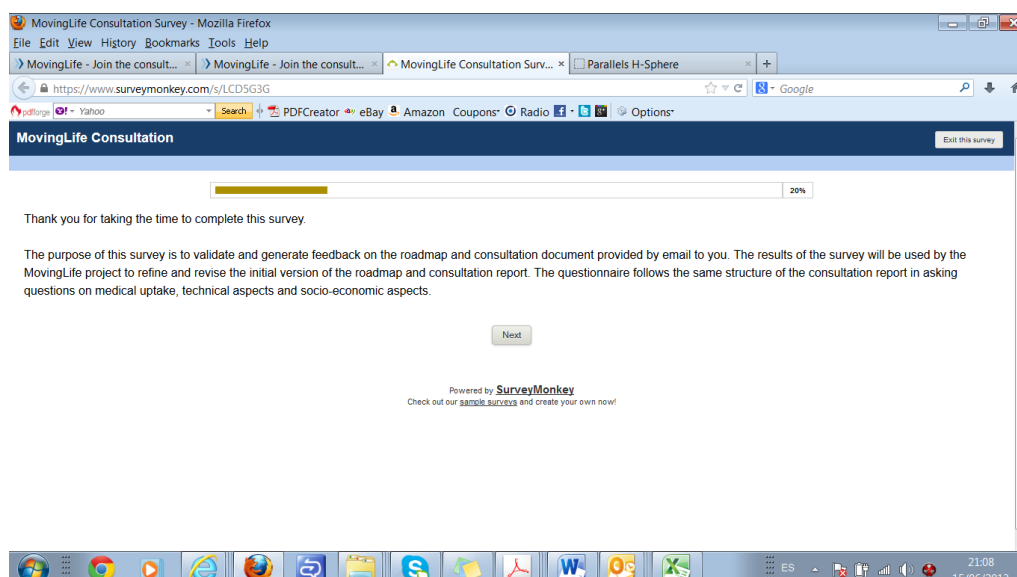 MovingLife Consultation Survey - Mozilla Firefox
File Edit View History Bookmarks Tools Help
MovingLife - Join the consult... × MovingLife - Join the consult... × MovingLife Consultation Surv... × Parallels H-Sphere × +
https://www.surveymonkey.com/s/LCD5G3G Google
pdfforge Yahoo Search PDFCreator eBay Amazon Coupons Radio Options
MovingLife Consultation Exit this survey
20%
Thank you for taking the time to complete this survey.
The purpose of this survey is to validate and generate feedback on the roadmap and consultation document provided by email to you. The results of the survey will be used by the
MovingLife project to refine and revise the initial version of the roadmap and consultation report. The questionnaire follows the same structure of the consultation report in asking
questions on medical uptake, technical aspects and socio-economic aspects.
Next
Powered by SurveyMonkey
Check out our sample surveys and create your own now!
ES 21:08